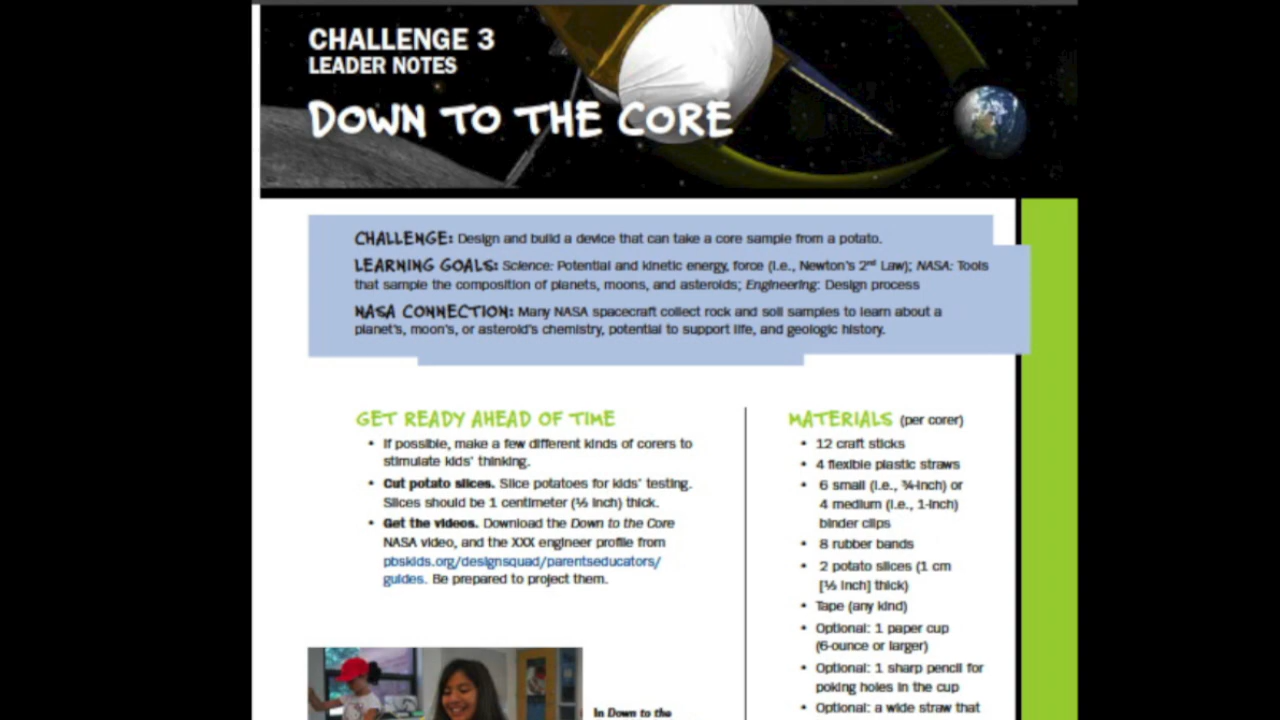 CHALLENGE 3
LEADER NOTES
DOWN TO THE CORE
CHALLENGE: Design and build a device that can take a core sample from a potato.
LEARNING GOALS: Science: Potential and kinetic energy, force (i.e., Newton's 2nd Law); NASA: Tools
that sample the composition of planets, moons, and asteroids; Engineering: Design process
NASA CONNECTION: Many NASA spacecraft collect rock and soil samples to learn about a
planet's, moon's, or asteroid's chemistry, potential to support life, and geologic history.
GET READY AHEAD OF TIME
• If possible, make a few different kinds of corers to
stimulate kids' thinking.
• Cut potato slices. Slice potatoes for kids' testing.
Slices should be 1 centimeter (⅓ inch) thick.
• Get the videos. Download the Down to the Core
NASA video, and the XXX engineer profile from
pbskids.org/designsquad/parentseducators/
guides. Be prepared to project them.
In Down to the
MATERIALS (per corer)
• 12 craft sticks
• 4 flexible plastic straws
• 6 small (i.e., ¾-inch) or
4 medium (i.e., 1-inch)
binder clips
• 8 rubber bands
• 2 potato slices (1 cm
[⅓ inch] thick)
• Tape (any kind)
• Optional: 1 paper cup
(6-ounce or larger)
• Optional: 1 sharp pencil for
poking holes in the cup
• Optional: a wide straw that